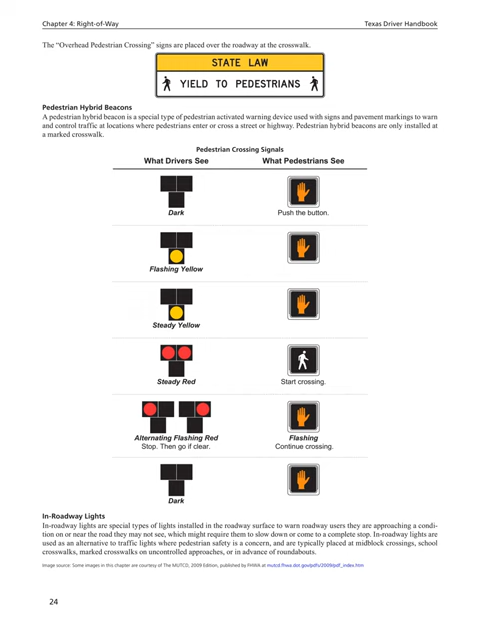 Chapter 4: Right-of-Way
Texas Driver Handbook
The “Overhead Pedestrian Crossing” signs are placed over the roadway at the crosswalk.
STATE LAW
YIELD TO PEDESTRIANS
Pedestrian Hybrid Beacons
A pedestrian hybrid beacon is a special type of pedestrian activated warning device used with signs and pavement markings to warn
and control traffic at locations where pedestrians enter or cross a street or highway. Pedestrian hybrid beacons are only installed at
a marked crosswalk.
Pedestrian Crossing Signals
What Drivers See
What Pedestrians See
Dark
Push the button.
Flashing Yellow
Steady Yellow
Steady Red
Start crossing.
Alternating Flashing Red
Stop. Then go if clear.
Flashing
Continue crossing.
Dark
In-Roadway Lights
In-roadway lights are special types of lights installed in the roadway surface to warn roadway users they are approaching a condi-
tion on or near the road they may not see, which might require them to slow down or come to a complete stop. In-roadway lights are
used as an alternative to traffic lights where pedestrian safety is a concern, and are typically placed at midblock crossings, school
crosswalks, marked crosswalks on uncontrolled approaches, or in advance of roundabouts.
Image source: Some images in this chapter are courtesy of The MUTCD, 2009 Edition, published by FHWA at mutcd.fhwa.dot.gov/pdfs/2009/pdf_index.htm
24